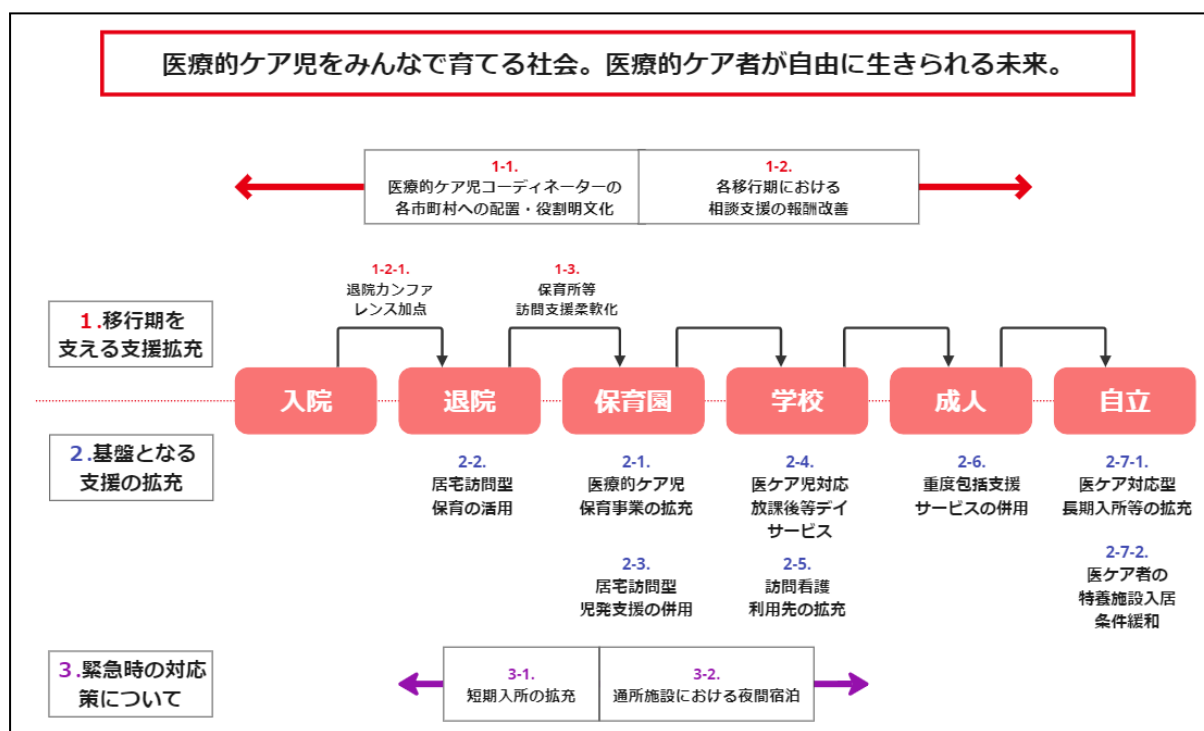 医療的ケア児をみんなで育てる社会。医療的ケア者が自由に生きられる未来。
1-1.
医療的ケア児コーディネーターの
各市町村への配置・役割明文化
1-2.
各移行期における
相談支援の報酬改善
1-2-1.
退院カンファ
レンス加点
1-3.
保育所等
訪問支援柔軟化
1.移行期を
支える支援拡充
入院
退院
保育園
学校
成人
自立
2.基盤となる
支援の拡充
2-2.
居宅訪問型
保育の活用
2-1.
医療的ケア児
保育事業の拡充
2-3.
居宅訪問型
児発支援の併用
2-4.
医ケア児対応
放課後等デイ
サービス
2-5.
訪問看護
利用先の拡充
2-6.
重度包括支援
サービスの併用
2-7-1.
医ケア対応型
長期入所等の拡充
2-7-2.
医ケア者の
特養施設入居
条件緩和
3.緊急時の対応
策について
3-1.
短期入所の拡充
3-2.
通所施設における夜間宿泊